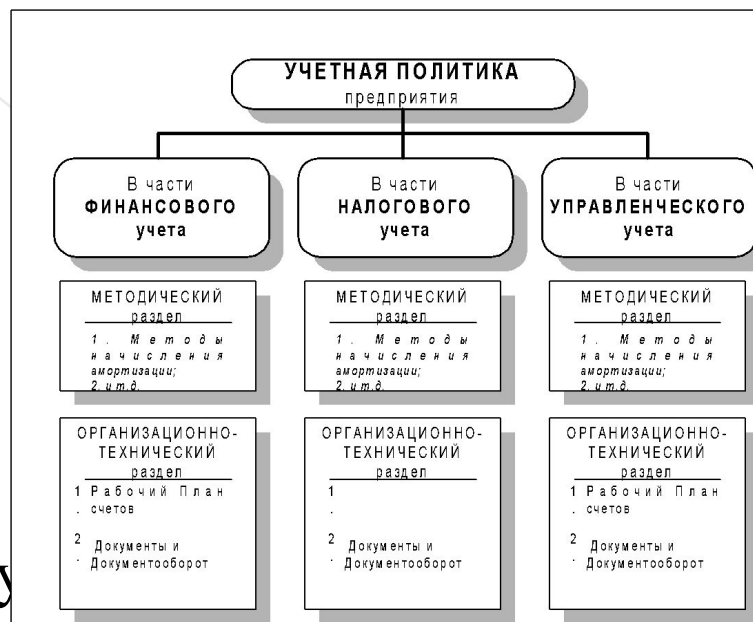 УЧЕТНАЯ ПОЛИТИКА
предприятия
В части
ФИНАНСОВОГО
учета
В части
НАЛОГОВОГО
учета
В части
УПРАВЛЕНЧЕСКОГО
учета
МЕТОДИЧЕСКИЙ
раздел
1. Методы
начисления
амортизации;
2. и т.д.
МЕТОДИЧЕСКИЙ
раздел
1. Методы
начисления
амортизации;
2. и т.д.
МЕТОДИЧЕСКИЙ
раздел
1. Методы
начисления
амортизации;
2. и т.д.
ОРГАНИЗАЦИОННО-
ТЕХНИЧЕСКИЙ
раздел
1. Рабочий План
счетов
2. Документы и
Документооборот
ОРГАНИЗАЦИОННО-
ТЕХНИЧЕСКИЙ
раздел
1.
2. Документы и
Документооборот
ОРГАНИЗАЦИОННО-
ТЕХНИЧЕСКИЙ
раздел
1. Рабочий План
счетов
2. Документы и
Документооборот
у